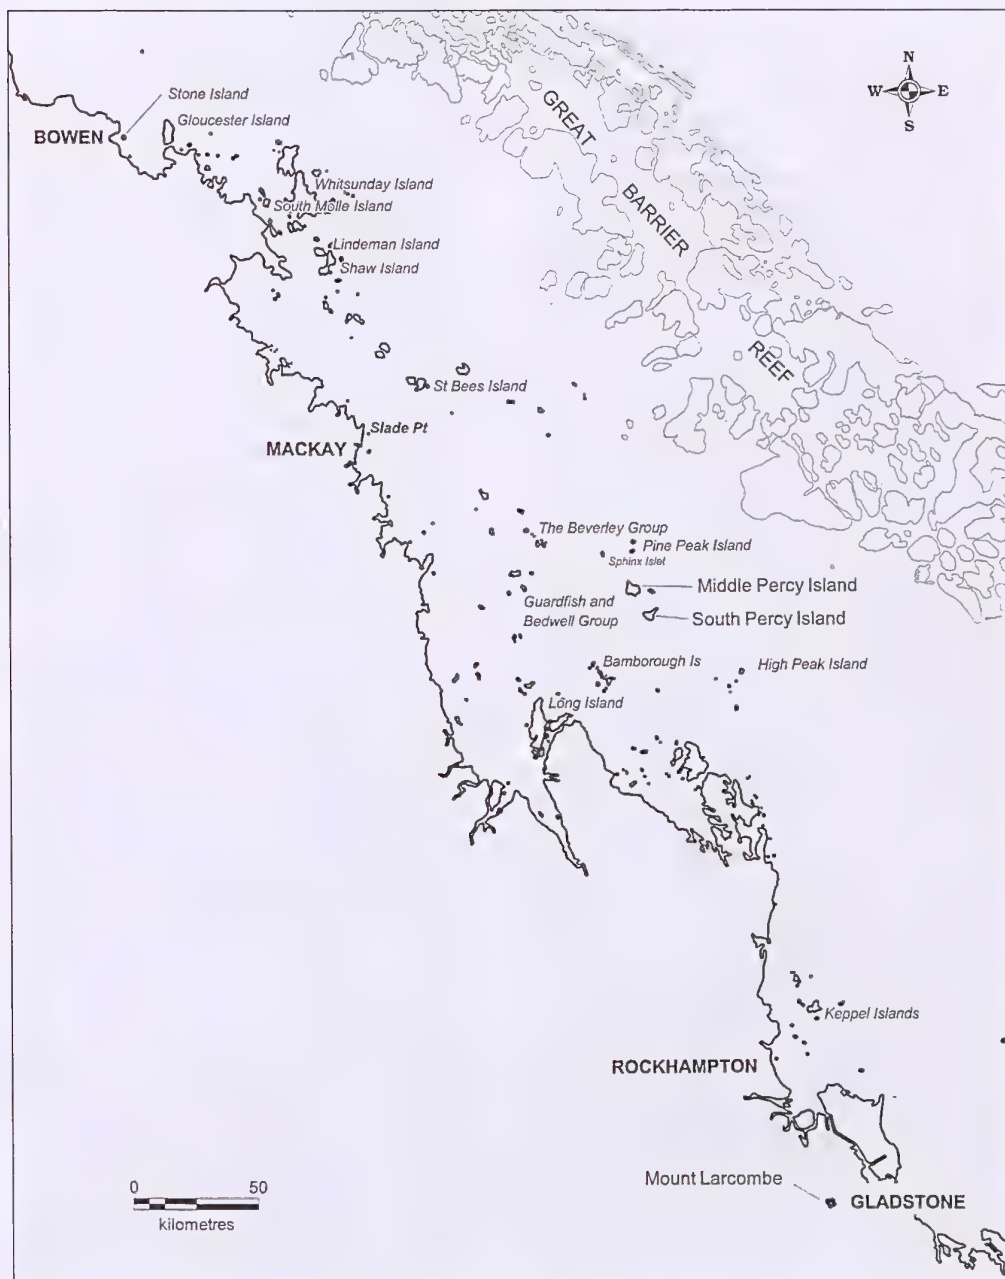 N
W E
S
Stone Island
BOWEN
Gloucester Island
GREAT
BARRIER
REEF
Whitsunday Island
South Molle Island
Lindeman Island
Shaw Island
St Bees Island
Slade Pt
MACKAY
The Beverley Group
Pine Peak Island
Sphinx Islet
Middle Percy Island
Guardfish and
Bedwell Group
South Percy Island
Bamborough Is
High Peak Island
Long Island
Keppel Islands
ROCKHAMPTON
Mount Larcombe
GLADSTONE
0 50
kilometres